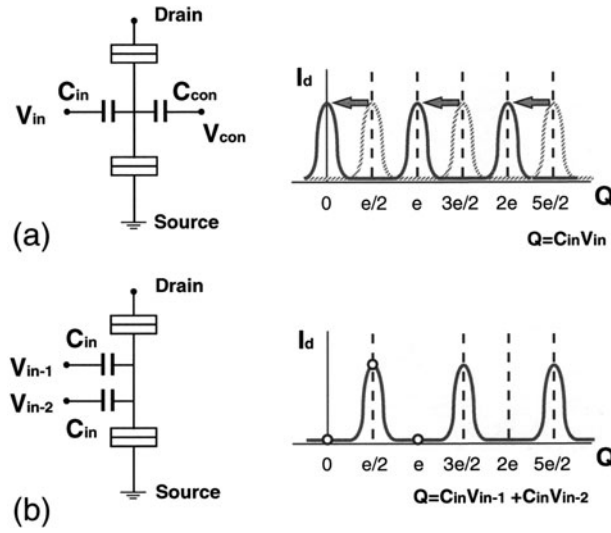 Drain
Cin
Ccon
Vin
Vcon
Source
(a)
Id
0 e/2 e 3e/2 2e 5e/2 Q
Q=CinVin
Drain
Cin
Vin-1
Vin-2
Cin
Source
(b)
Id
0 e/2 e 3e/2 2e 5e/2 Q
Q=CinVin-1 +CinVin-2